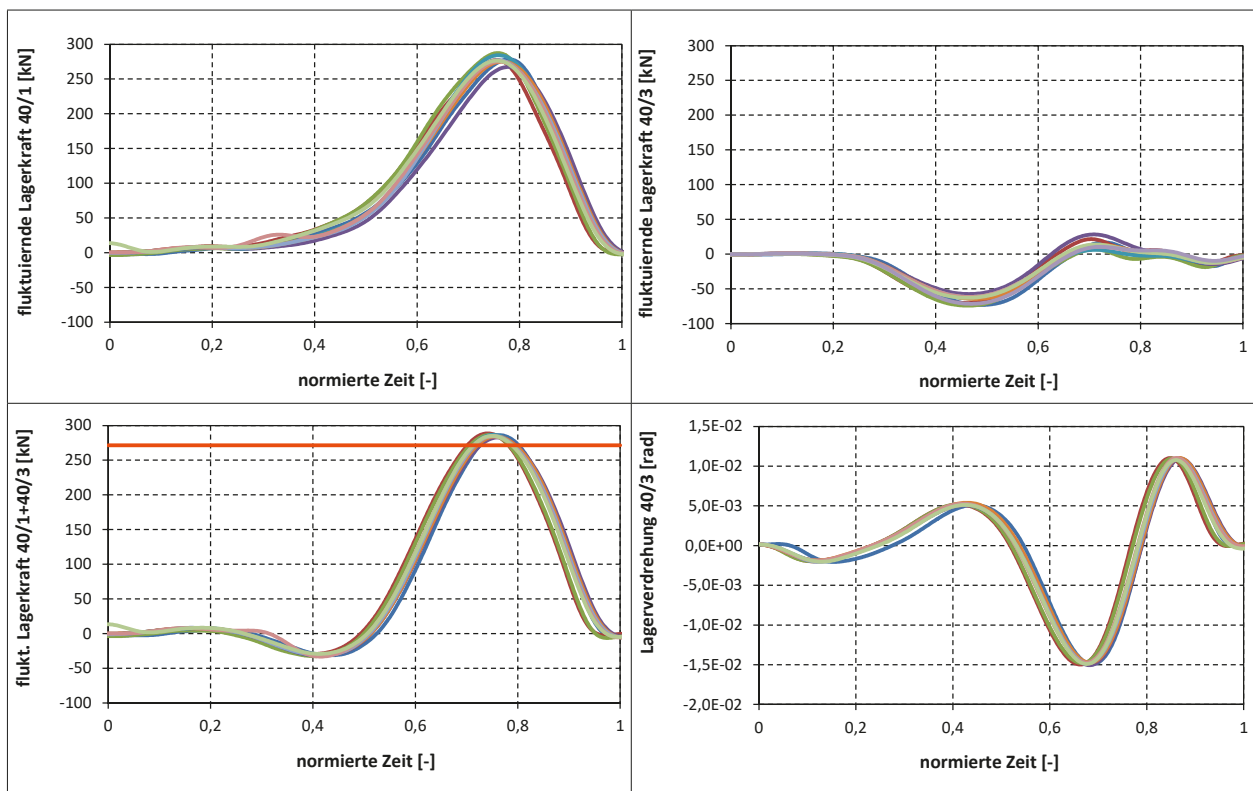 fluktuiernde Lagerkraft 40/1 [kN]
300
250
200
150
100
50
0
-50
-100
0 0,2 0,4 0,6 0,8 1
normierte Zeit [-]
fluktuiernde Lagerkraft 40/3 [kN]
300
250
200
150
100
50
0
-50
-100
0 0,2 0,4 0,6 0,8 1
normierte Zeit [-]
flukt. Lagerkraft 40/1+40/3 [kN]
300
250
200
150
100
50
0
-50
-100
0 0,2 0,4 0,6 0,8 1
normierte Zeit [-]
Lagerverdrehung 40/3 [rad]
1,5E-02
1,0E-02
5,0E-03
0,0E+00
-5,0E-03
-1,0E-02
-1,5E-02
-2,0E-02
0 0,2 0,4 0,6 0,8 1
normierte Zeit [-]